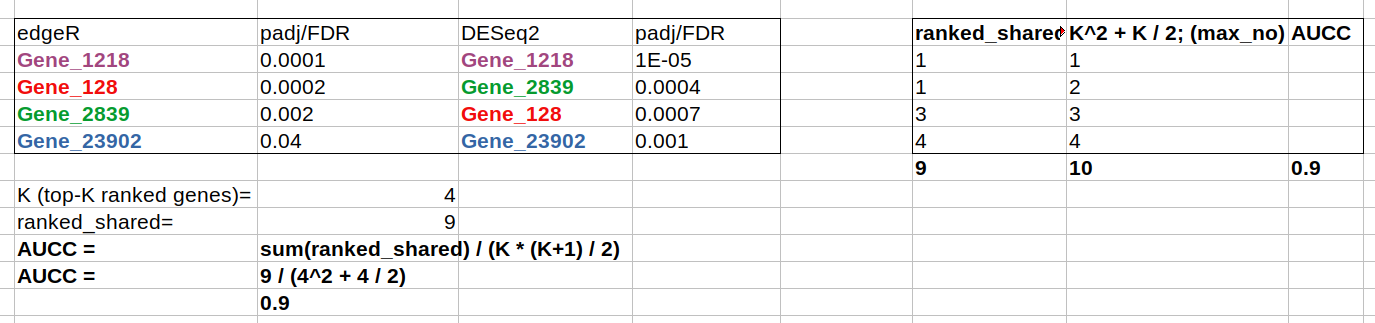 edgeR padj/FDR DESeq2 padj/FDR ranked_shared K^2 + K / 2; (max_no) AUCC
Gene_1218 0.0001 Gene_1218 1E-05 1 1
Gene_128 0.0002 Gene_2839 0.0004 1 2
Gene_2839 0.002 Gene_128 0.0007 3 3
Gene_23902 0.04 Gene_23902 0.001 4 4
9 10 0.9
K (top-K ranked genes)= 4
ranked_shared= 9
AUCC = sum(ranked_shared) / (K * (K+1) / 2)
AUCC = 9 / (4^2 + 4 / 2)
0.9